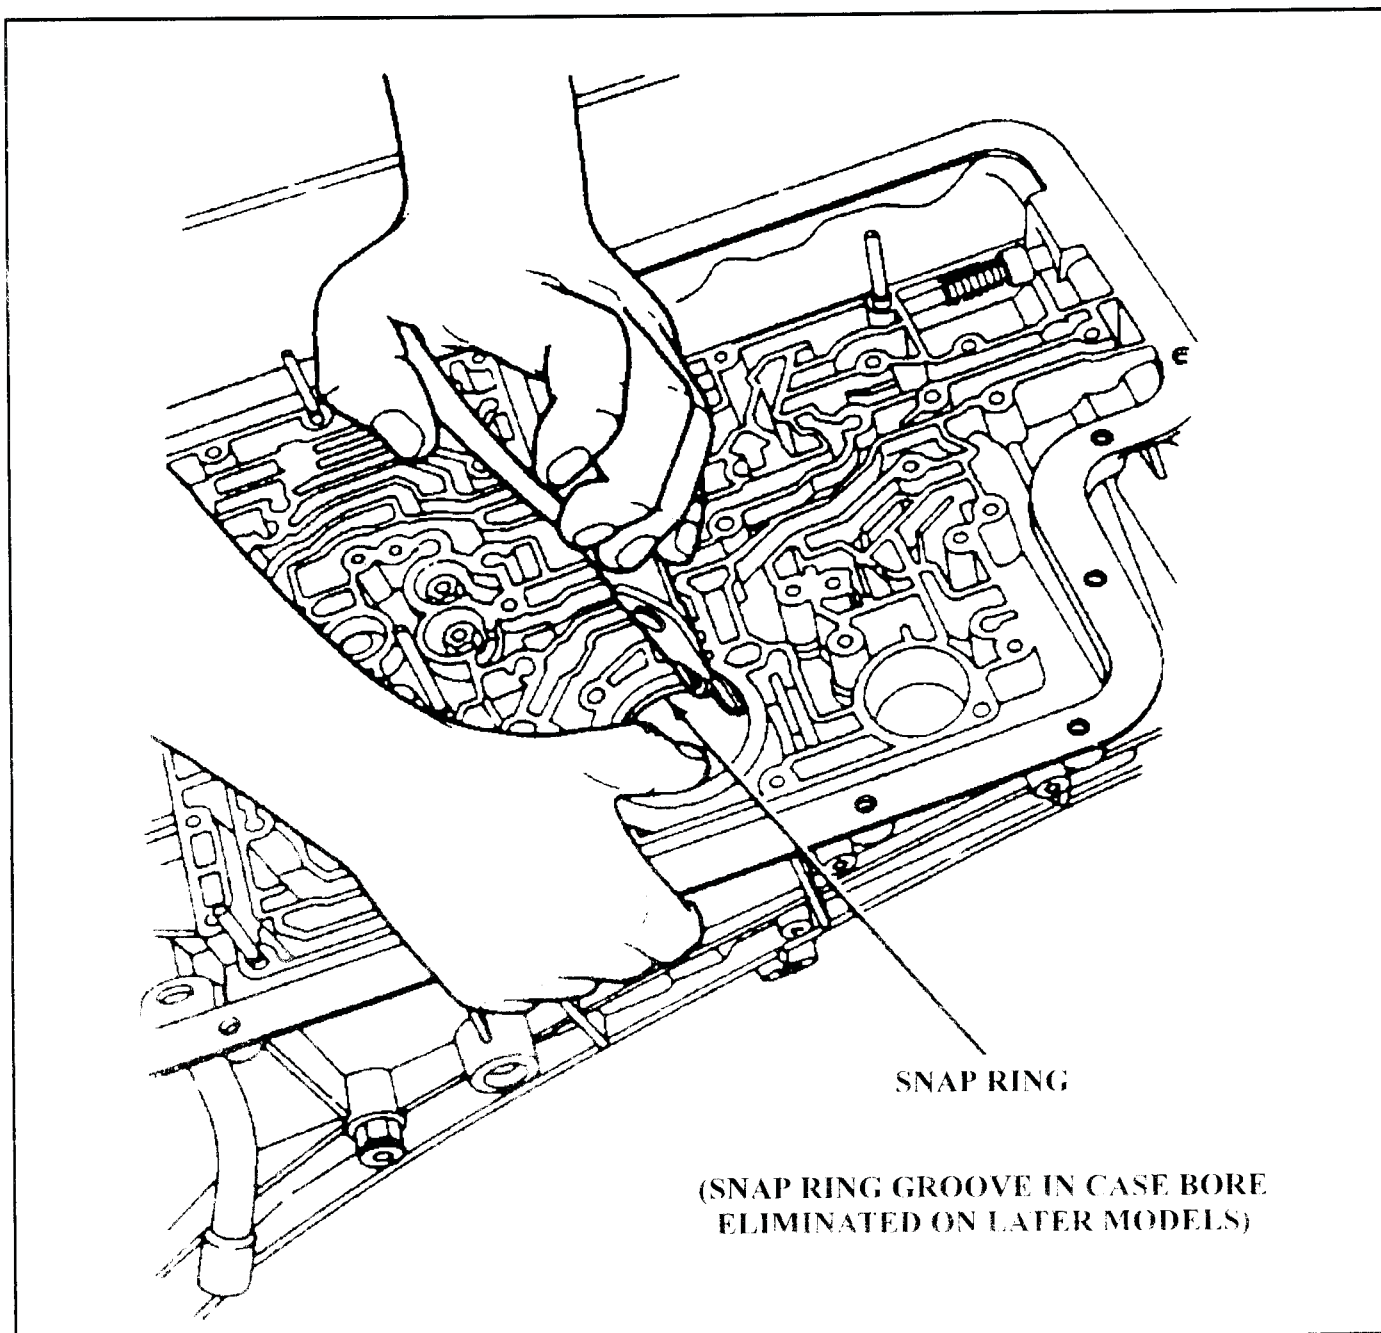 SNAP RING
(SNAP RING GROOVE IN CASE BORE
ELIMINATED ON LATER MODELS)